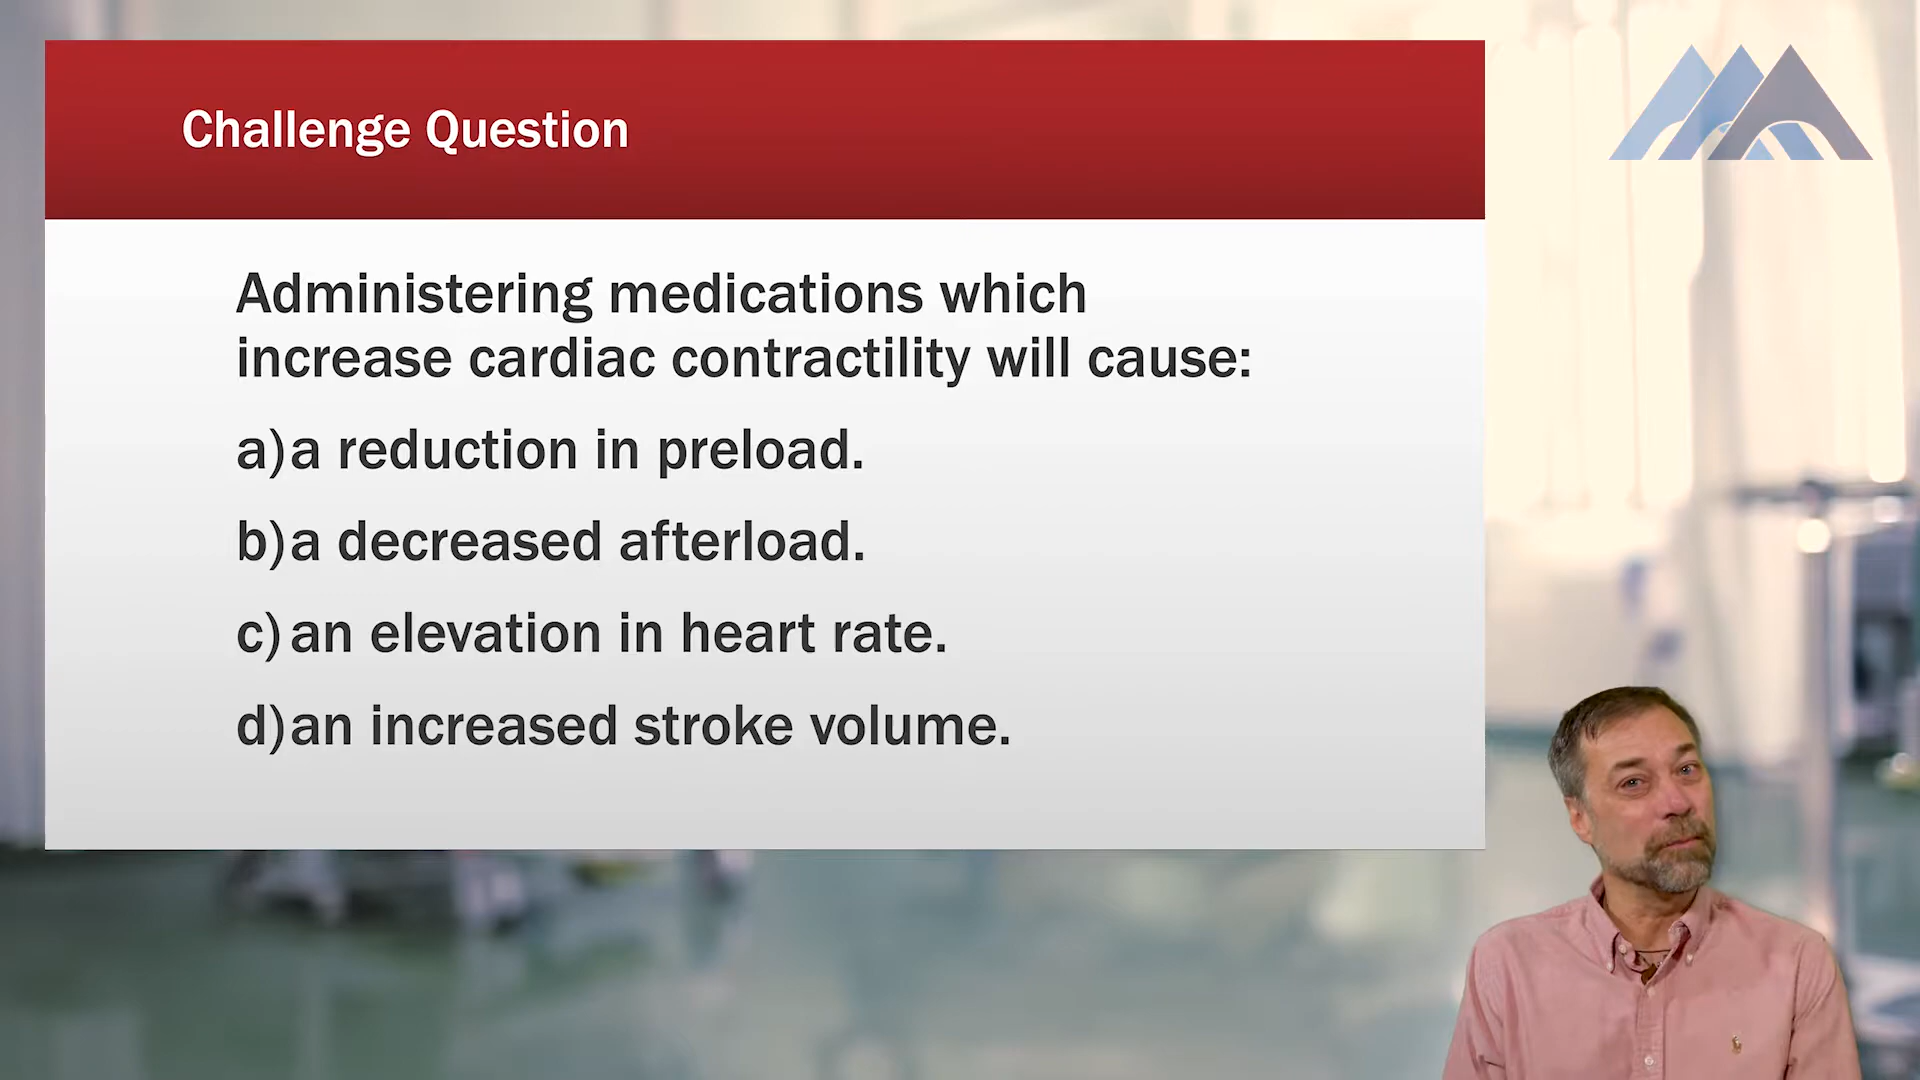 Challenge Question
Administering medications which
increase cardiac contractility will cause:
a) a reduction in preload.
b) a decreased afterload.
c) an elevation in heart rate.
d) an increased stroke volume.